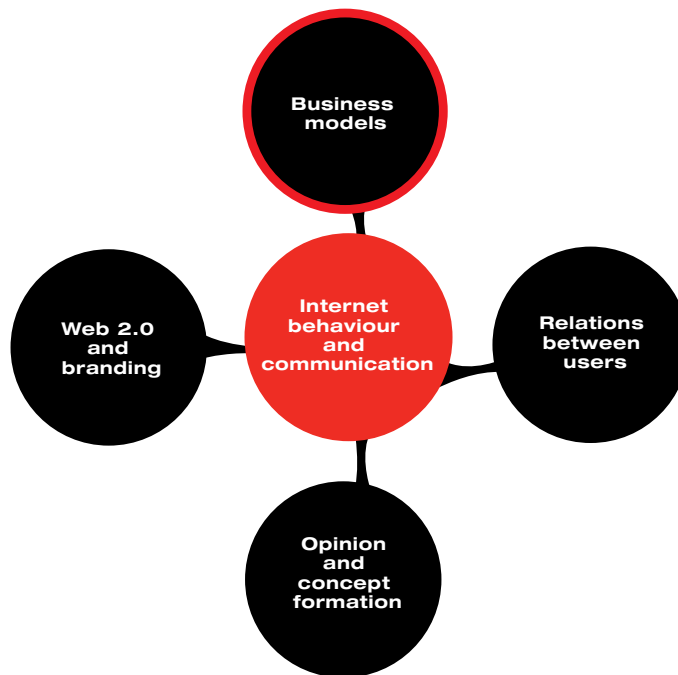 Business
models
Internet
behaviour
and
communication
Web 2.0
and
branding
Relations
between
users
Opinion
and
concept
formation